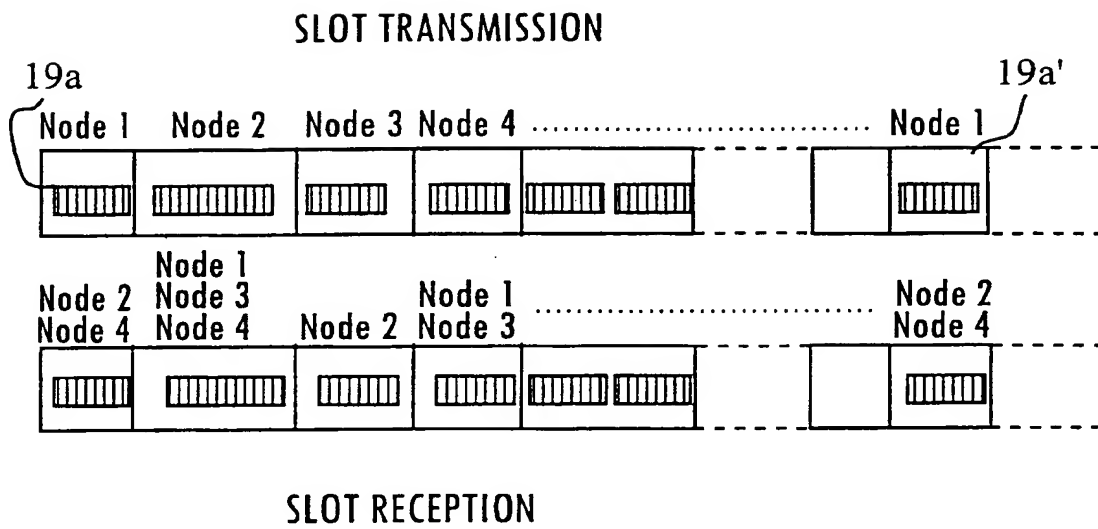 SLOT TRANSMISSION
19a
19a'
Node 1 Node 2 Node 3 Node 4 Node 1
Node 2
Node 4
Node 1
Node 3
Node 4
Node 2
Node 1
Node 3
Node 2
Node 4
SLOT RECEPTION